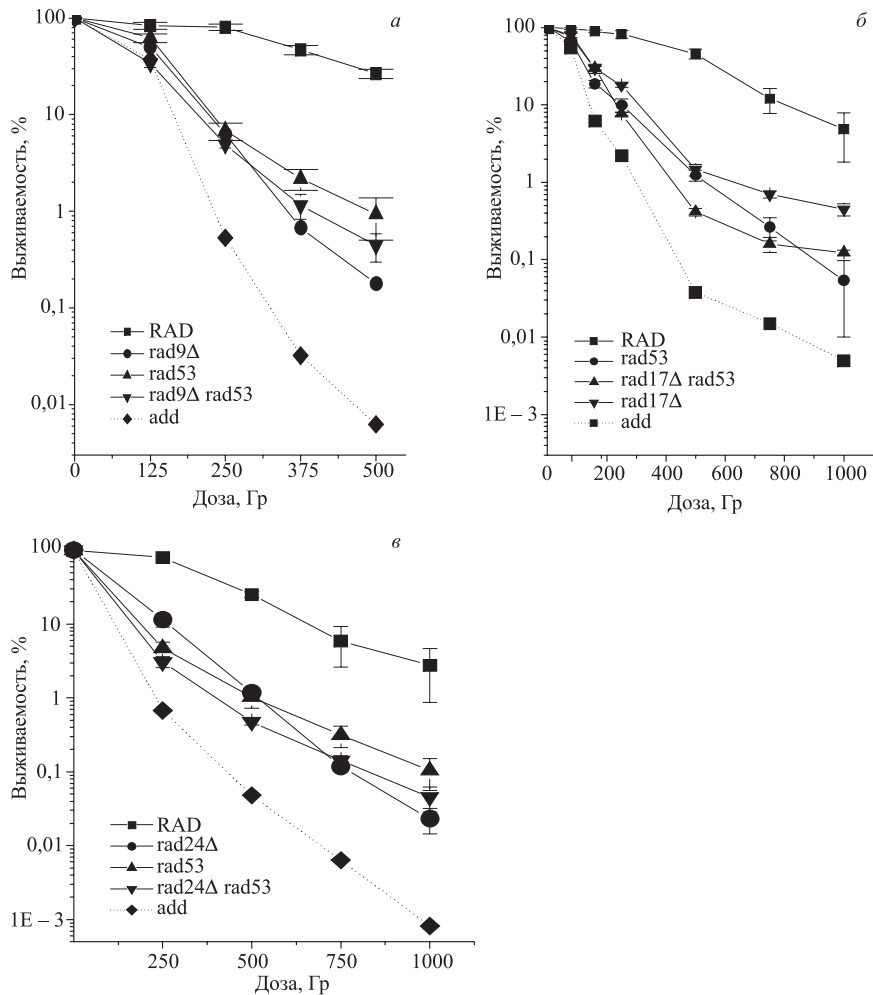 а
100
10
1
0,1
0,01
Выживаемость, %
RAD
rad9Δ
rad53
rad9Δ rad53
add
0 125 250 375 500
Доза, Гр
б
100
10
1
0,1
0,01
1E – 3
Выживаемость, %
RAD
rad53
rad17Δ rad53
rad17Δ
add
0 200 400 600 800 1000
Доза, Гр
в
100
10
1
0,1
0,01
1E – 3
Выживаемость, %
RAD
rad24Δ
rad53
rad24Δ rad53
add
250 500 750 1000
Доза, Гр